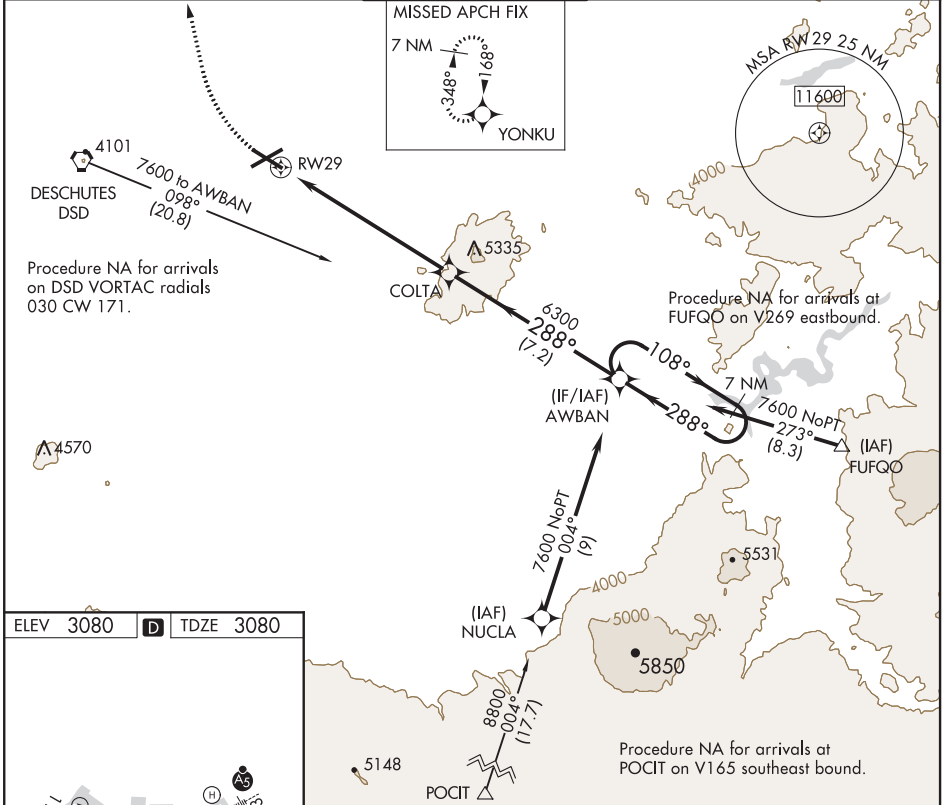 MISSED APCH FIX
7 NM
348°
168°
YONKU
MSA RW 29 25 NM
11600
4000
4101
DESCHUTES
DSD
7600 to AWBAN
098°
(20.8)
RW29
Procedure NA for arrivals
on DSD VORTAC radials
030 CW 171.
5335
COLTA
6300
288°
(7.2)
Procedure NA for arrivals at
FUFQO on V269 eastbound.
108°
7 NM
(IF/IAF)
AWBAN
288°
7600 NoPT
273°
(8.3)
(IAF)
FUFQO
4570
7600 NoPT
004°
(9)
5531
4000
5000
(IAF)
NUCLA
5850
ELEV 3080 D TDZE 3080
8800
004°
(17.7)
5148
POCIT
Procedure NA for arrivals at
POCIT on V165 southeast bound.
A5
H